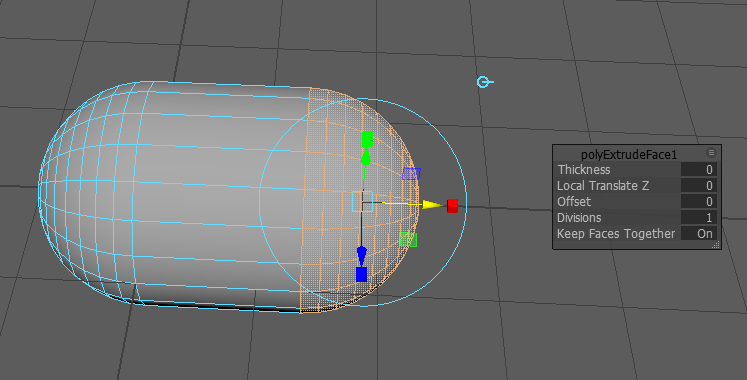 polyExtrudeFace1
Thickness 0
Local Translate Z 0
Offset 0
Divisions 1
Keep Faces Together On